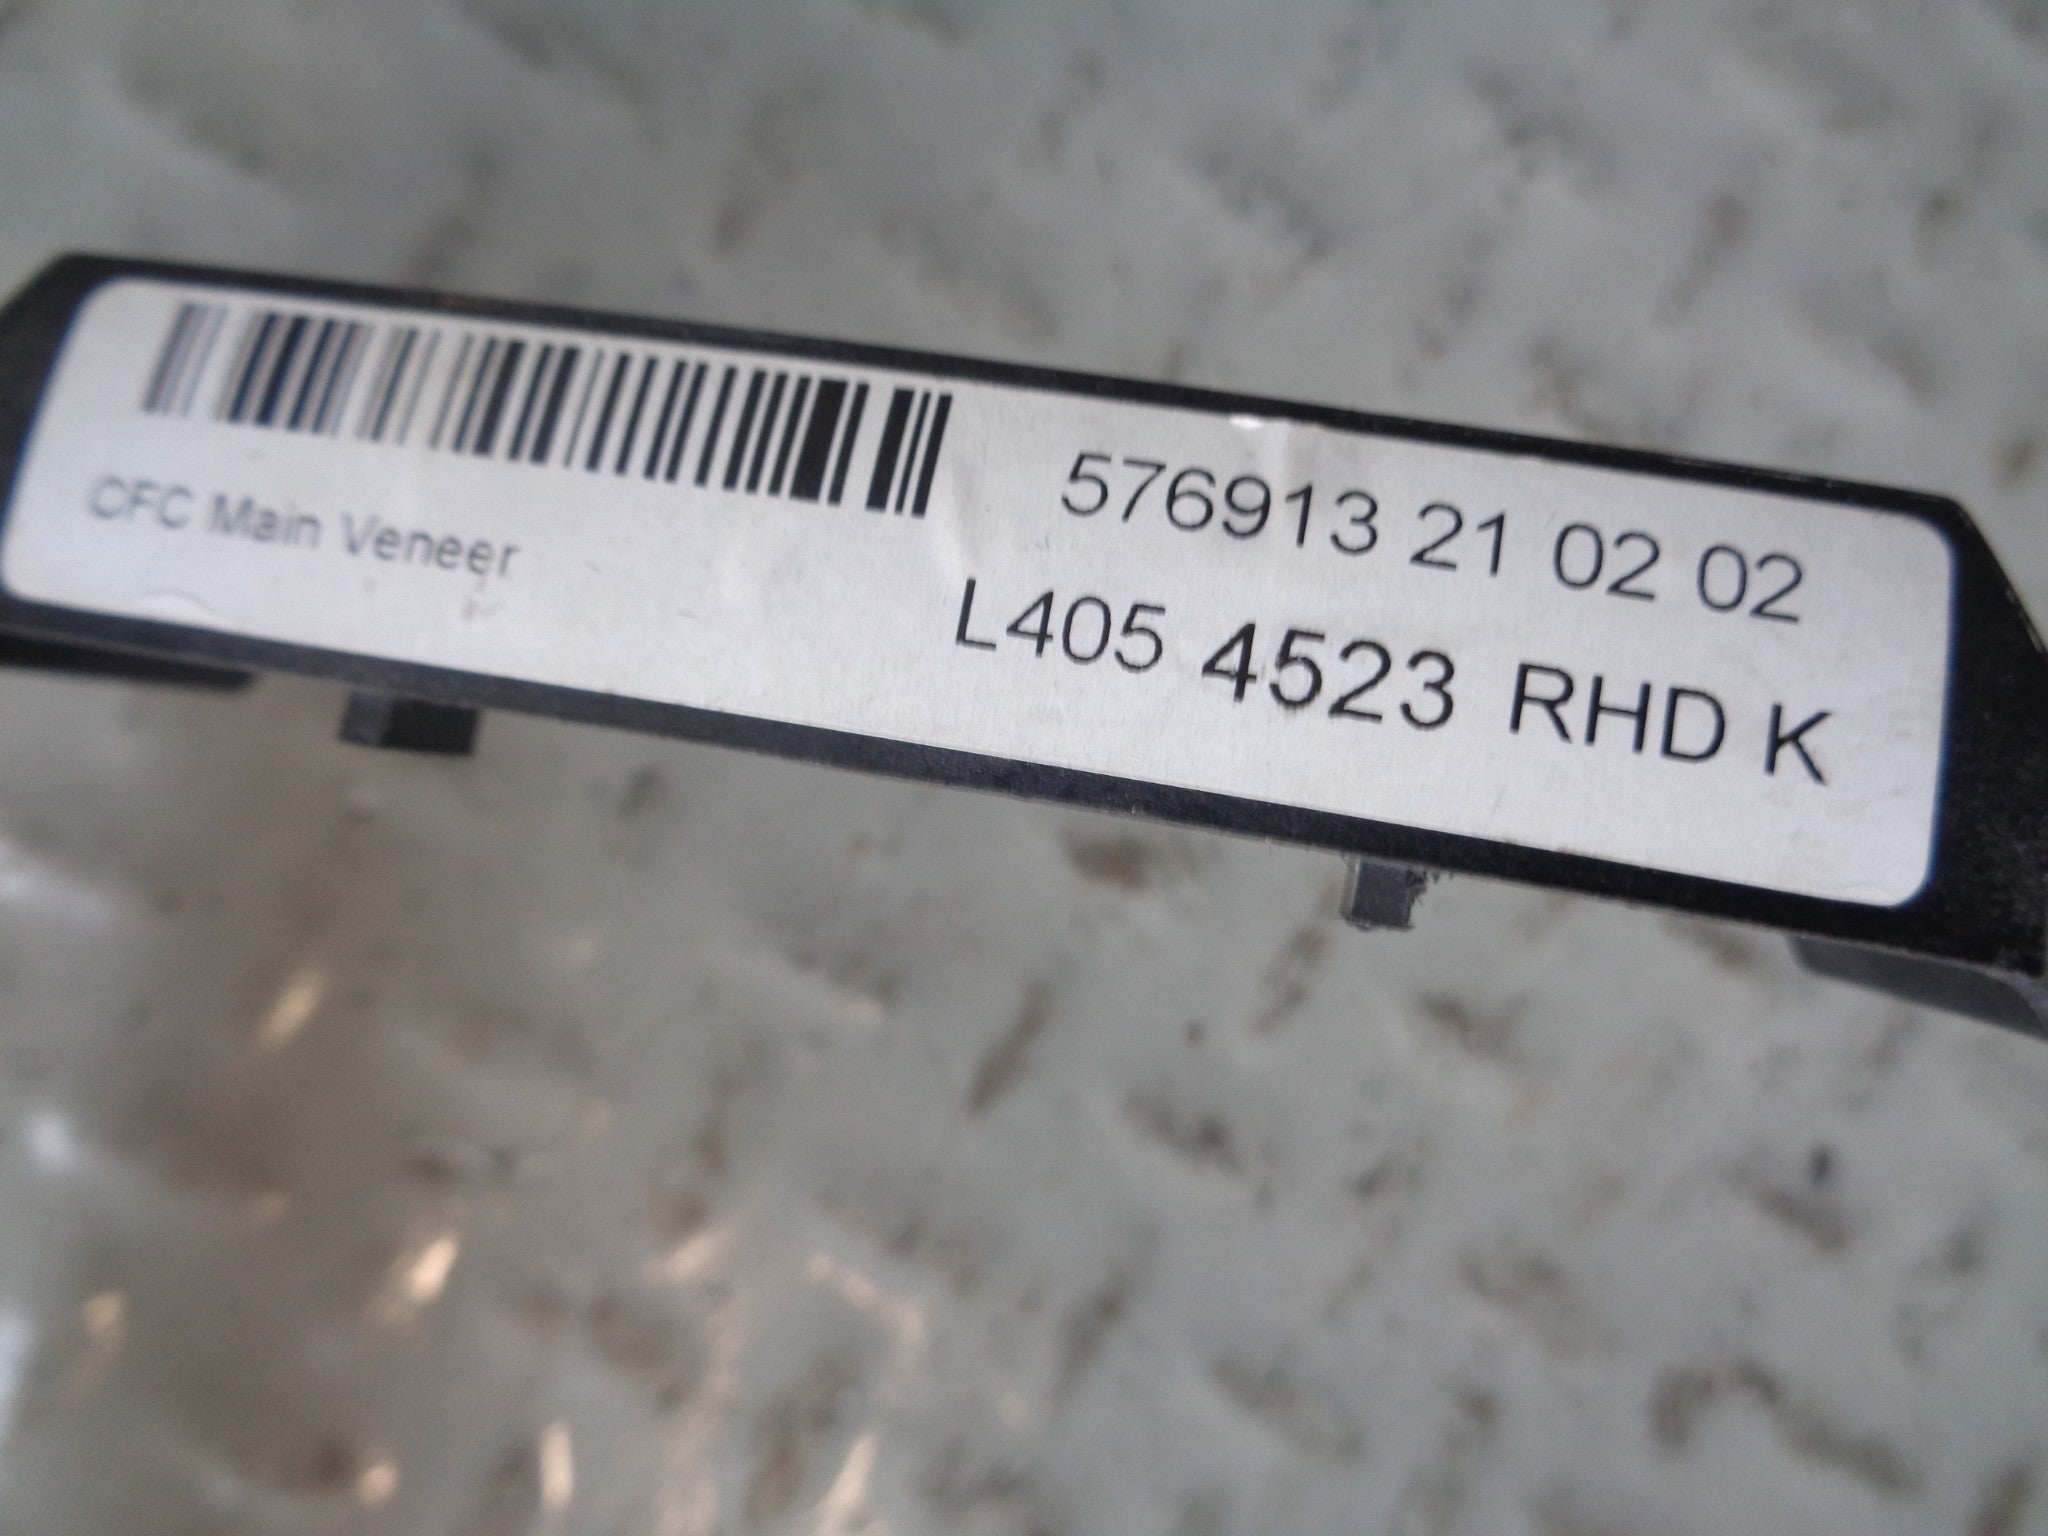 576913 21 02 02
CFC Main Veneer
L405 4523 RHD K